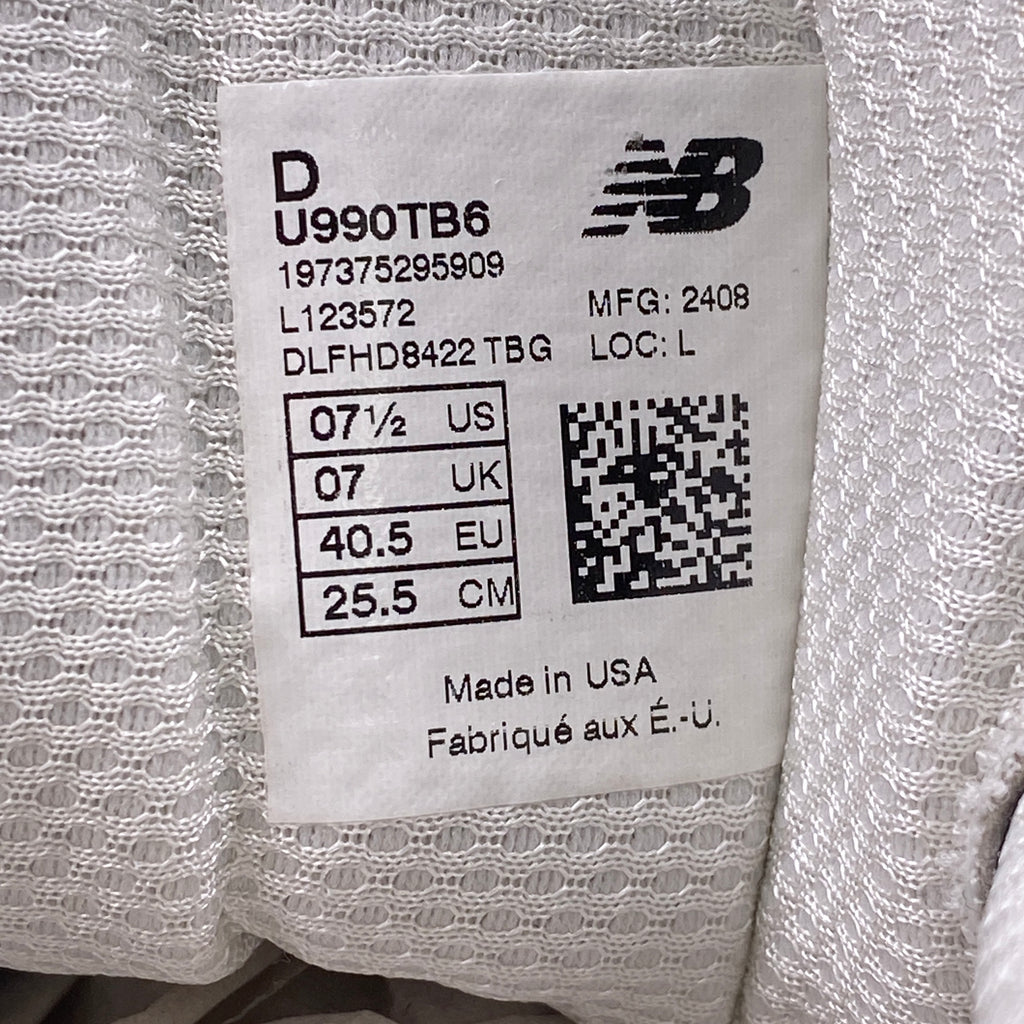 D
NB
U990TB6
197375295909
L123572
MFG: 2408
DLFHD8422 TBG
LOC: L
07½ US
07 UK
40.5 EU
25.5 CM
Made in USA
Fabriqué aux É.-U.